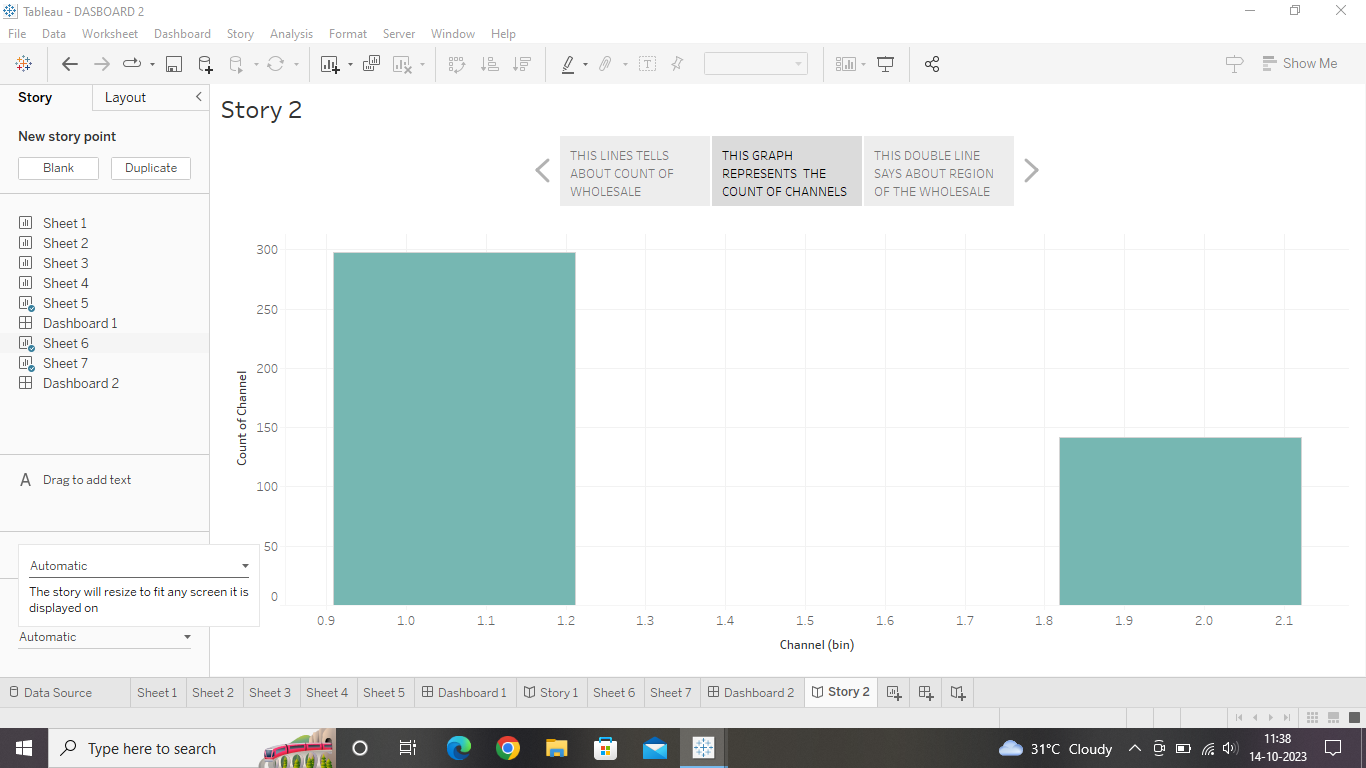 Tableau - DASBOARD 2
File Data Worksheet Dashboard Story Analysis Format Server Window Help
Show Me
Story Layout
New story point
Blank Duplicate
Sheet 1
Sheet 2
Sheet 3
Sheet 4
Sheet 5
Dashboard 1
Sheet 6
Sheet 7
Dashboard 2
A Drag to add text
Automatic
The story will resize to fit any screen it is
displayed on
Automatic
Story 2
THIS LINES TELLS
ABOUT COUNT OF
WHOLESALE
THIS GRAPH
REPRESENTS THE
COUNT OF CHANNELS
THIS DOUBLE LINE
SAYS ABOUT REGION
OF THE WHOLESALE
Count of Channel
300
250
200
150
100
50
0
0.9 1.0 1.1 1.2 1.3 1.4 1.5 1.6 1.7 1.8 1.9 2.0 2.1
Channel (bin)
Data Source Sheet 1 Sheet 2 Sheet 3 Sheet 4 Sheet 5 Dashboard 1 Story 1 Sheet 6 Sheet 7 Dashboard 2 Story 2
Type here to search
31°C Cloudy
11:38
14-10-2023